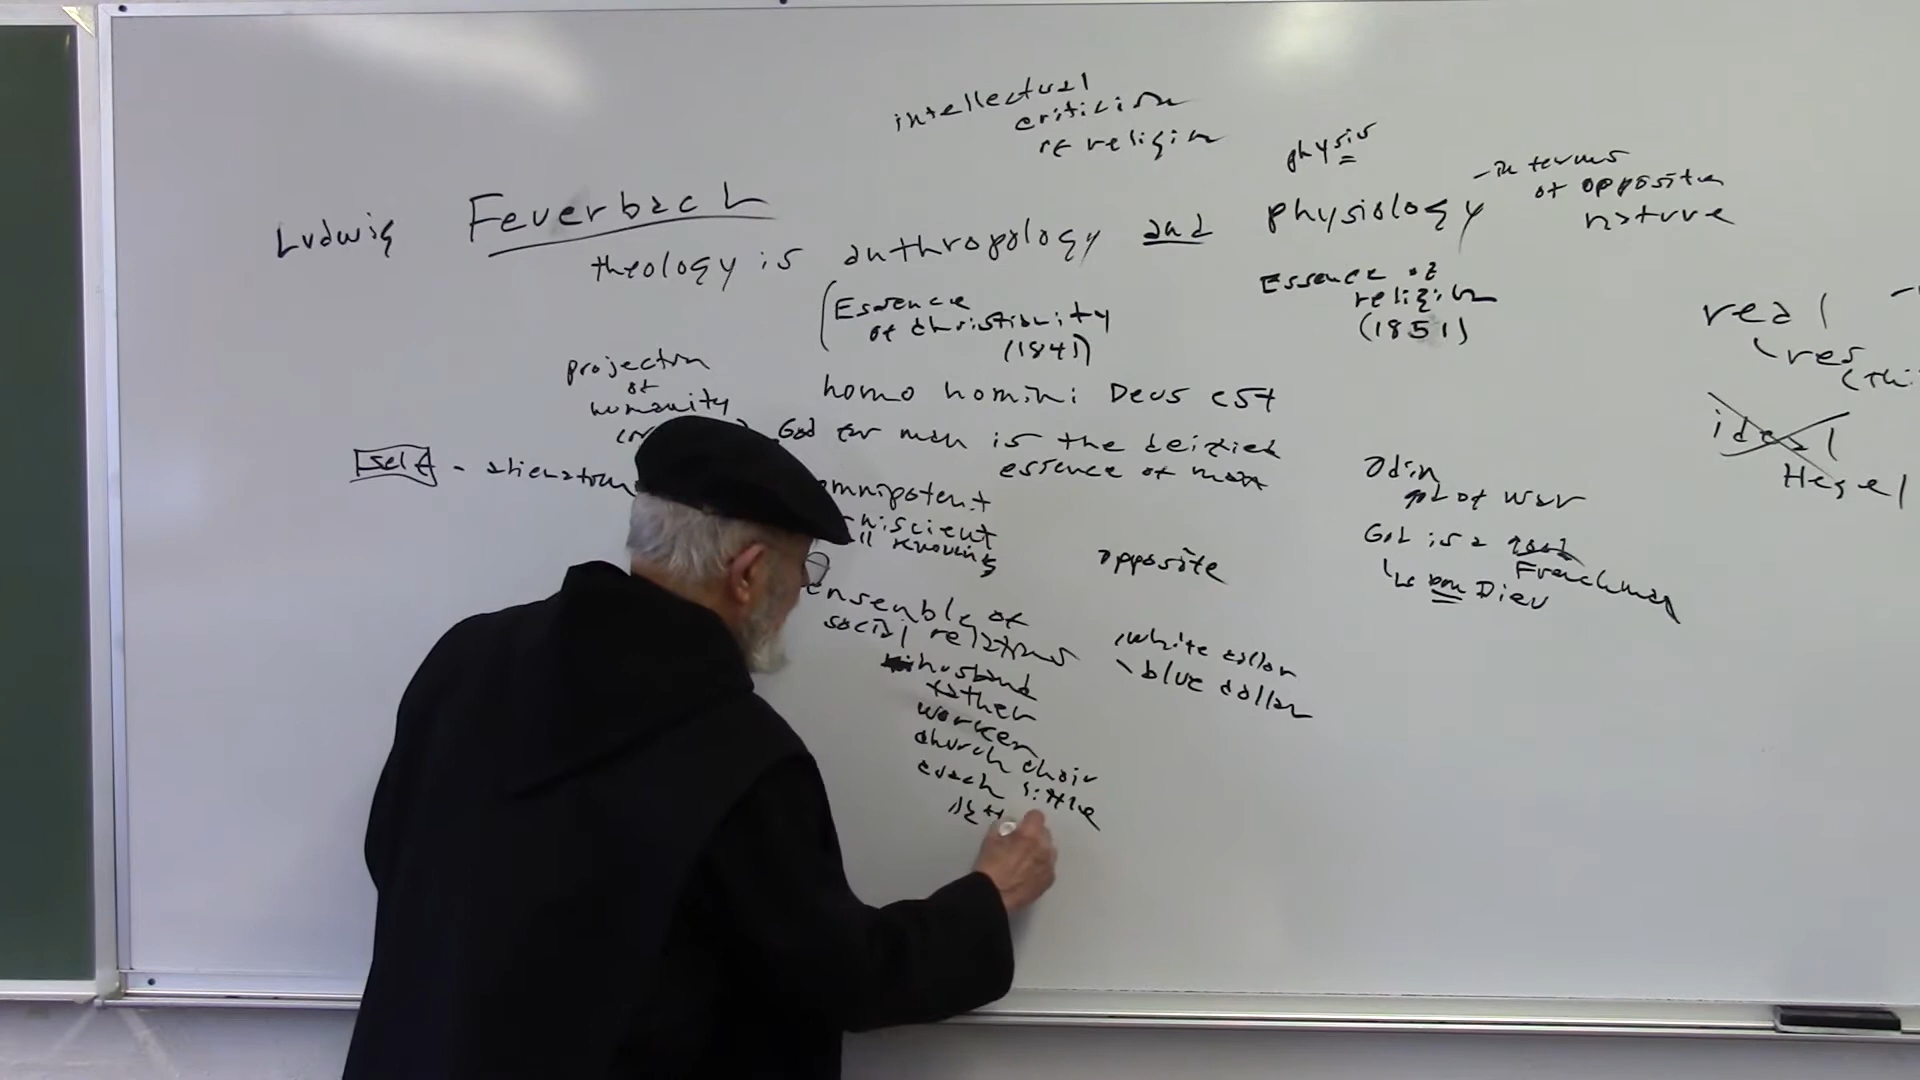 intellectual
criticism
of religion
physis
physiology
- in terms
of opposition
nature
Ludwig Feuerbach
theology is anthropology and
(Essence
of Christianity
(1841)
Essence of
religion
(1851)
real
res
ideal
Hegel
projection
of
humanity
homo homini Deus est
God for man is the deified
essence of man
self - alienation
omnipotent
omniscient
all knowing
opposite
Odin
god of war
God is a good
Frenchman
Le bon Dieu
ensemble of
social relations
husband
father
worker
church choir
coach little
white collar
blue collar